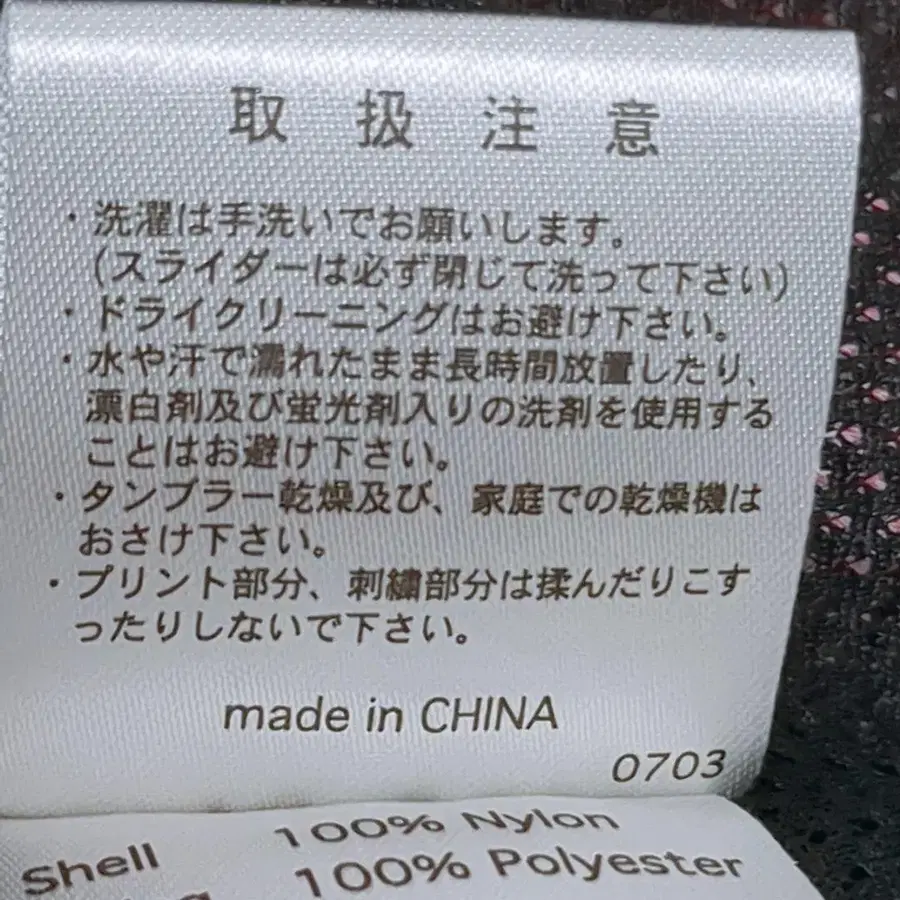 取扱注意
・洗濯は手洗いでお願いします。
(スライダーは必ず閉じて洗って下さい)
・ドライクリーニングはお避け下さい。
・水や汗で濡れたまま長時間放置したり、
漂白剤及び蛍光剤入りの洗剤を使用する
ことはお避け下さい。
・タンブラー乾燥及び、家庭での乾燥機は
おさけ下さい。
・プリント部分、刺繍部分は揉んだりこす
ったりしないで下さい。
made in CHINA
0703
Shell 100% Nylon
100% Polyester